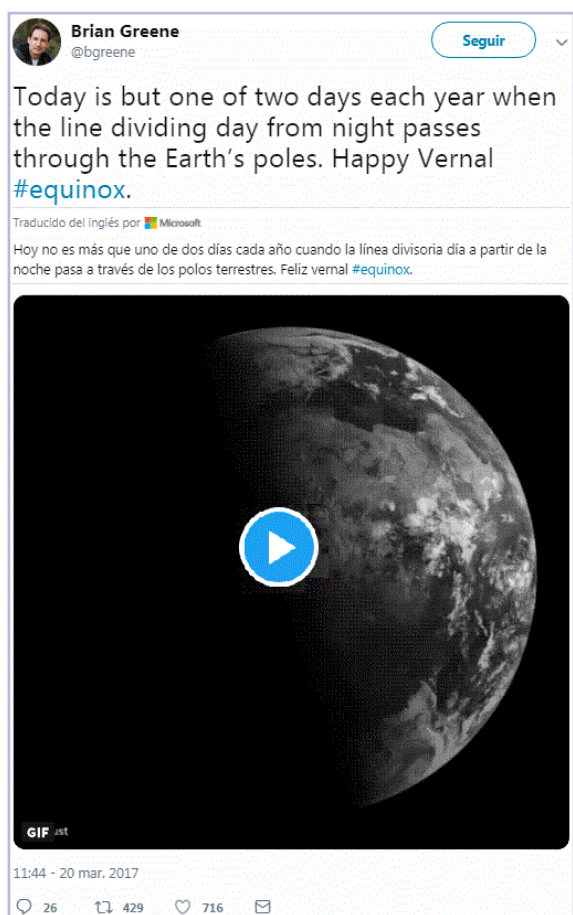 Brian Greene
@bgreene
Seguir
Today is but one of two days each year when
the line dividing day from night passes
through the Earth's poles. Happy Vernal
#equinox.
Traducido del inglés por Microsoft
Hoy no es más que uno de dos días cada año cuando la línea divisoria día a partir de la
noche pasa a través de los polos terrestres. Feliz vernal #equinox.
GIF
11:44 - 20 mar. 2017
26 429 716